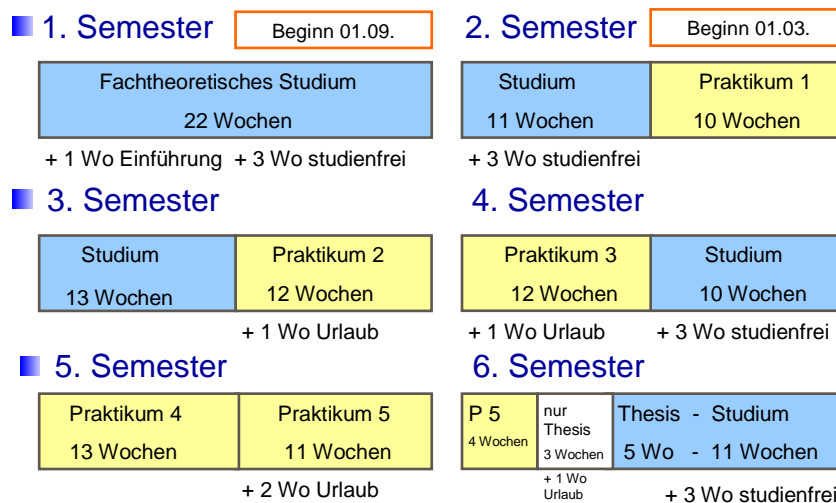 1. Semester
Beginn 01.09.
Fachtheoretisches Studium
22 Wochen
+ 1 Wo Einführung + 3 Wo studienfrei
2. Semester
Beginn 01.03.
Studium
11 Wochen
Praktikum 1
10 Wochen
+ 3 Wo studienfrei
3. Semester
Studium
13 Wochen
Praktikum 2
12 Wochen
+ 1 Wo Urlaub
4. Semester
Praktikum 3
12 Wochen
Studium
10 Wochen
+ 1 Wo Urlaub
+ 3 Wo studienfrei
5. Semester
Praktikum 4
13 Wochen
Praktikum 5
11 Wochen
+ 2 Wo Urlaub
6. Semester
P 5
4 Wochen
nur
Thesis
3 Wochen
+ 1 Wo
Urlaub
Thesis - Studium
5 Wo - 11 Wochen
+ 3 Wo studienfrei